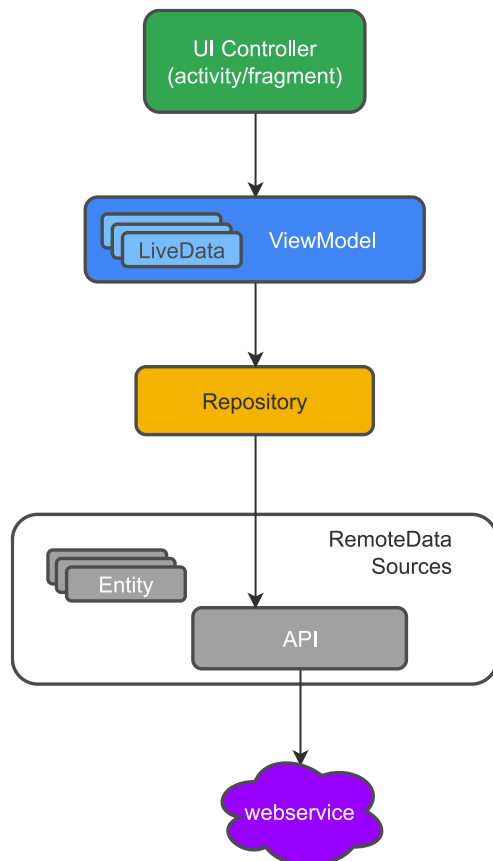 UI Controller
(activity/fragment)
LiveData
ViewModel
Repository
RemoteData
Sources
Entity
API
webservice